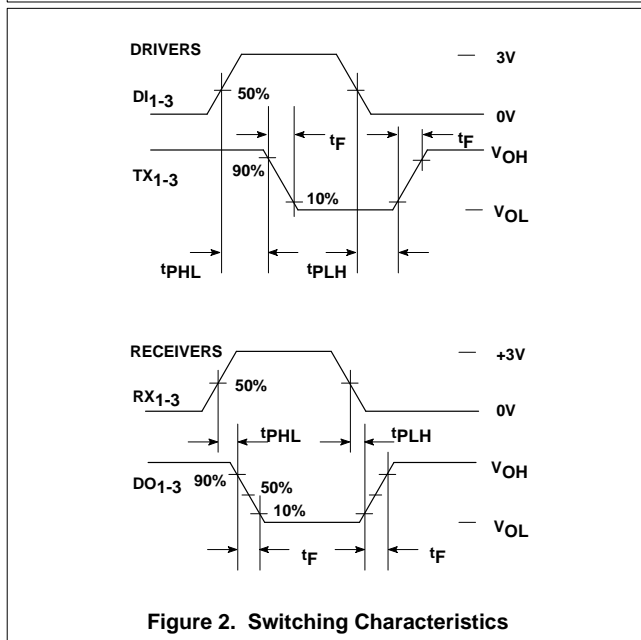 DRIVERS
3V
DI1-3
50%
0V
tF
tF
VOH
TX1-3
90%
10%
VOL
tPHL
tPLH
RECEIVERS
+3V
RX1-3
50%
0V
tPHL
tPLH
VOH
DO1-3
90%
50%
10%
VOL
tF
tF
Figure 2. Switching Characteristics